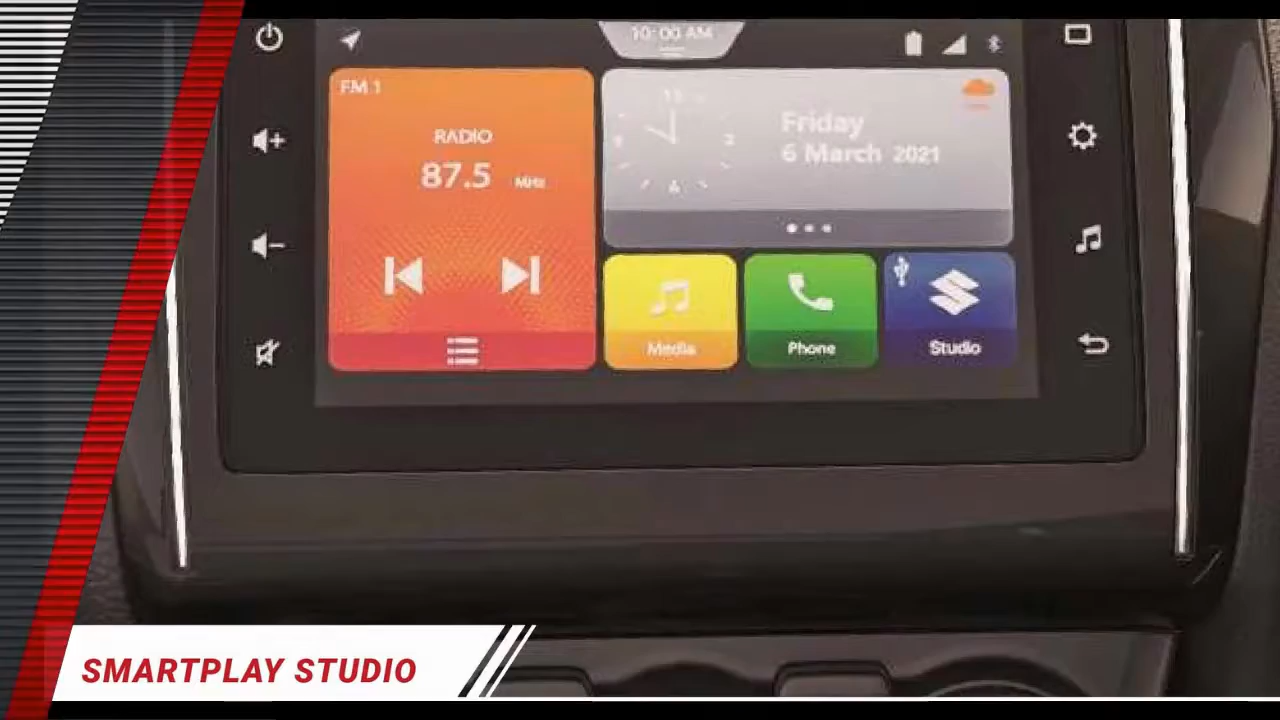 10:00 AM
FM 1
RADIO
87.5 MHz
Friday
6 March 2021
Media
Phone
Studio
SMARTPLAY STUDIO